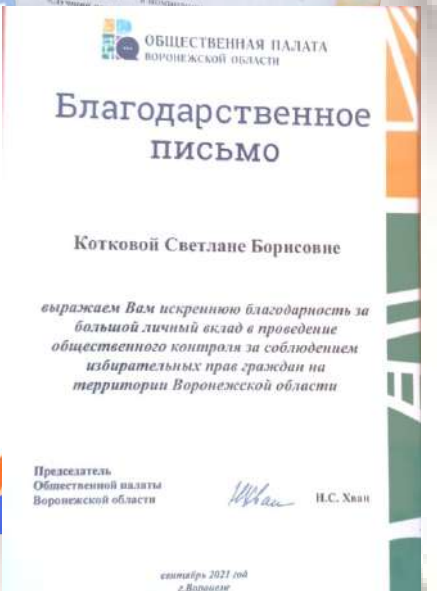 ОБЩЕСТВЕННАЯ ПАЛАТА
ВОРОНЕЖСКОЙ ОБЛАСТИ
Благодарственное
письмо
Котковой Светлане Борисовне
выражаем Вам искреннюю благодарность за
большой личный вклад в проведение
общественного контроля за соблюдением
избирательных прав граждан на
территории Воронежской области
Председатель
Общественной палаты
Воронежской области
И.С. Хван
сентябрь 2021 год
г.Воронеж